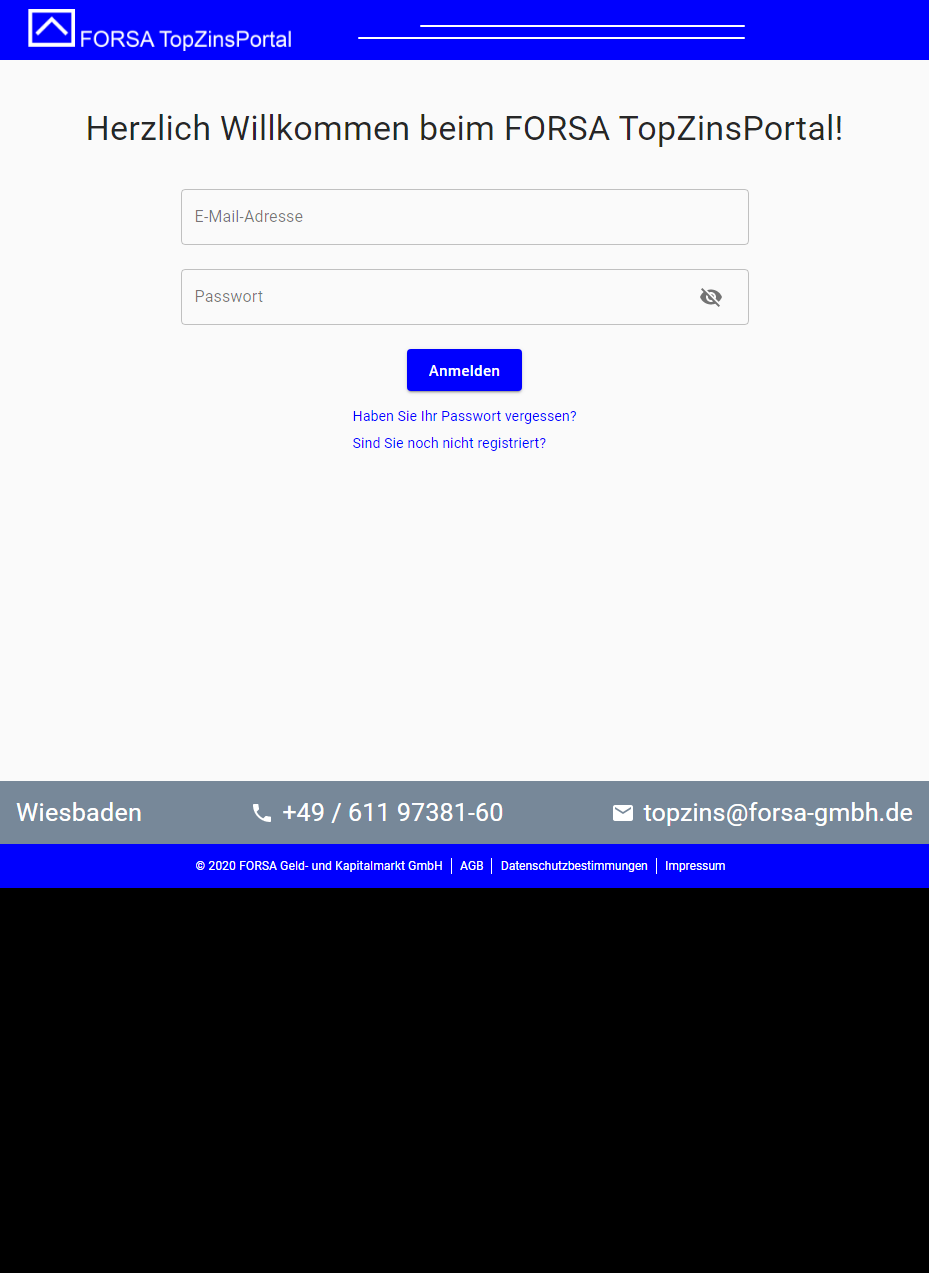 FORSA TopZinsPortal
Herzlich Willkommen beim FORSA TopZinsPortal!
E-Mail-Adresse
Passwort
Anmelden
Haben Sie Ihr Passwort vergessen?
Sind Sie noch nicht registriert?
Wiesbaden +49 / 611 97381-60 topzins@forsa-gmbh.de
© 2020 FORSA Geld- und Kapitalmarkt GmbH AGB Datenschutzbestimmungen Impressum